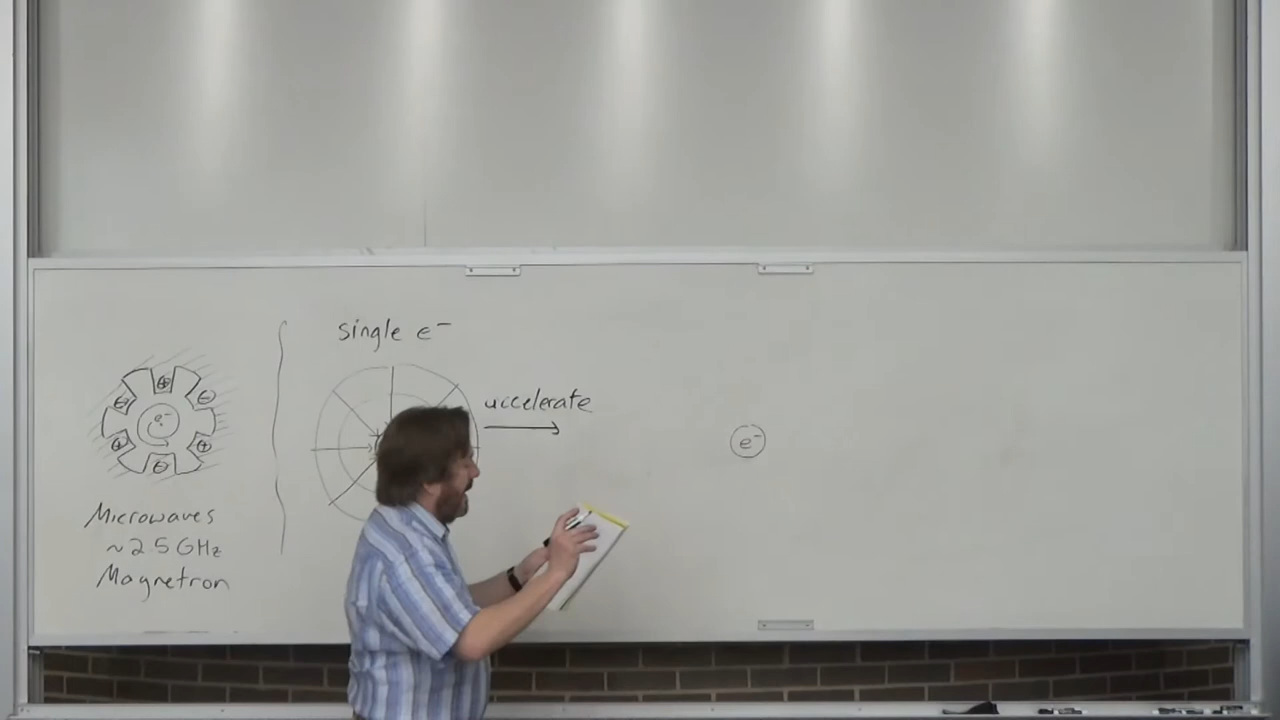 single e⁻
accelerate
e⁻
e⁻
Microwaves
~2.5 GHz
Magnetron